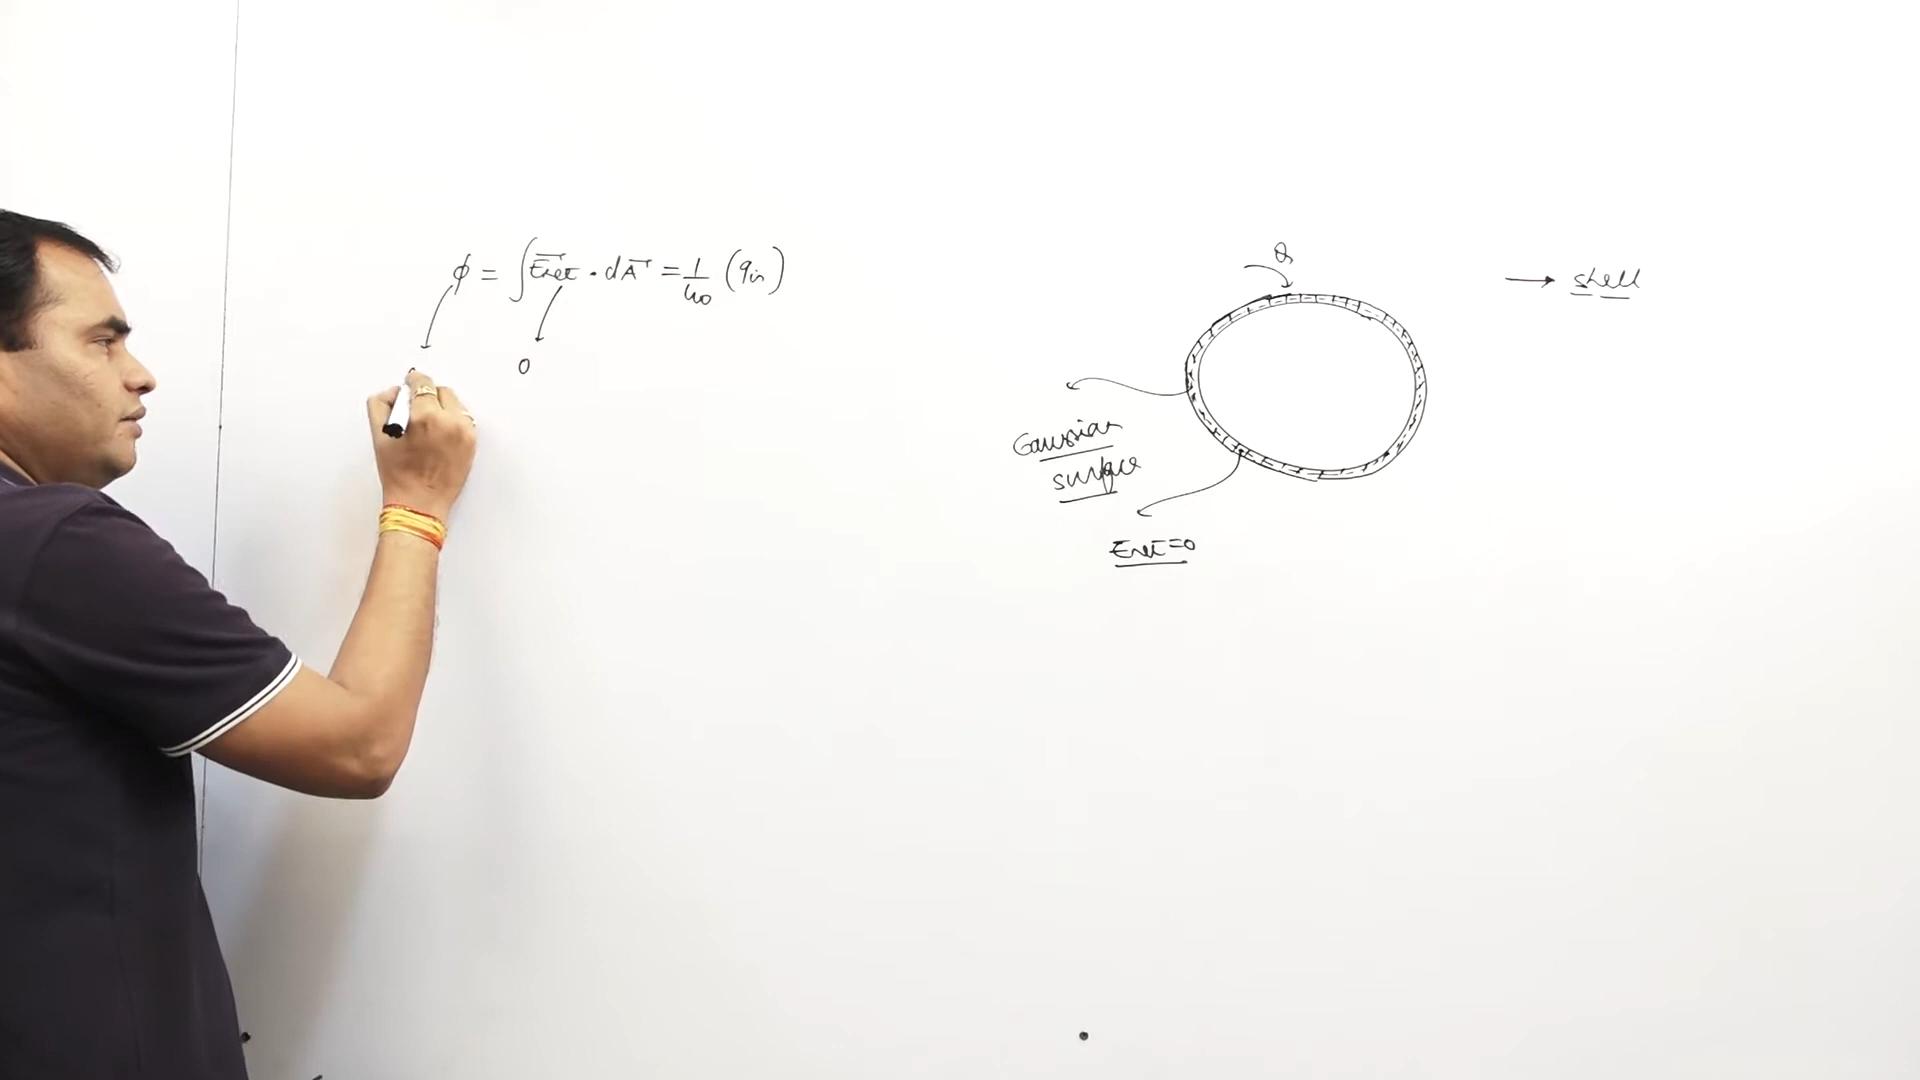 ϕ = ∫ E⃗net · dA⃗ = 1/ε0 (qin)
0
Q
→ shell
Gaussian
surface
Enet=0